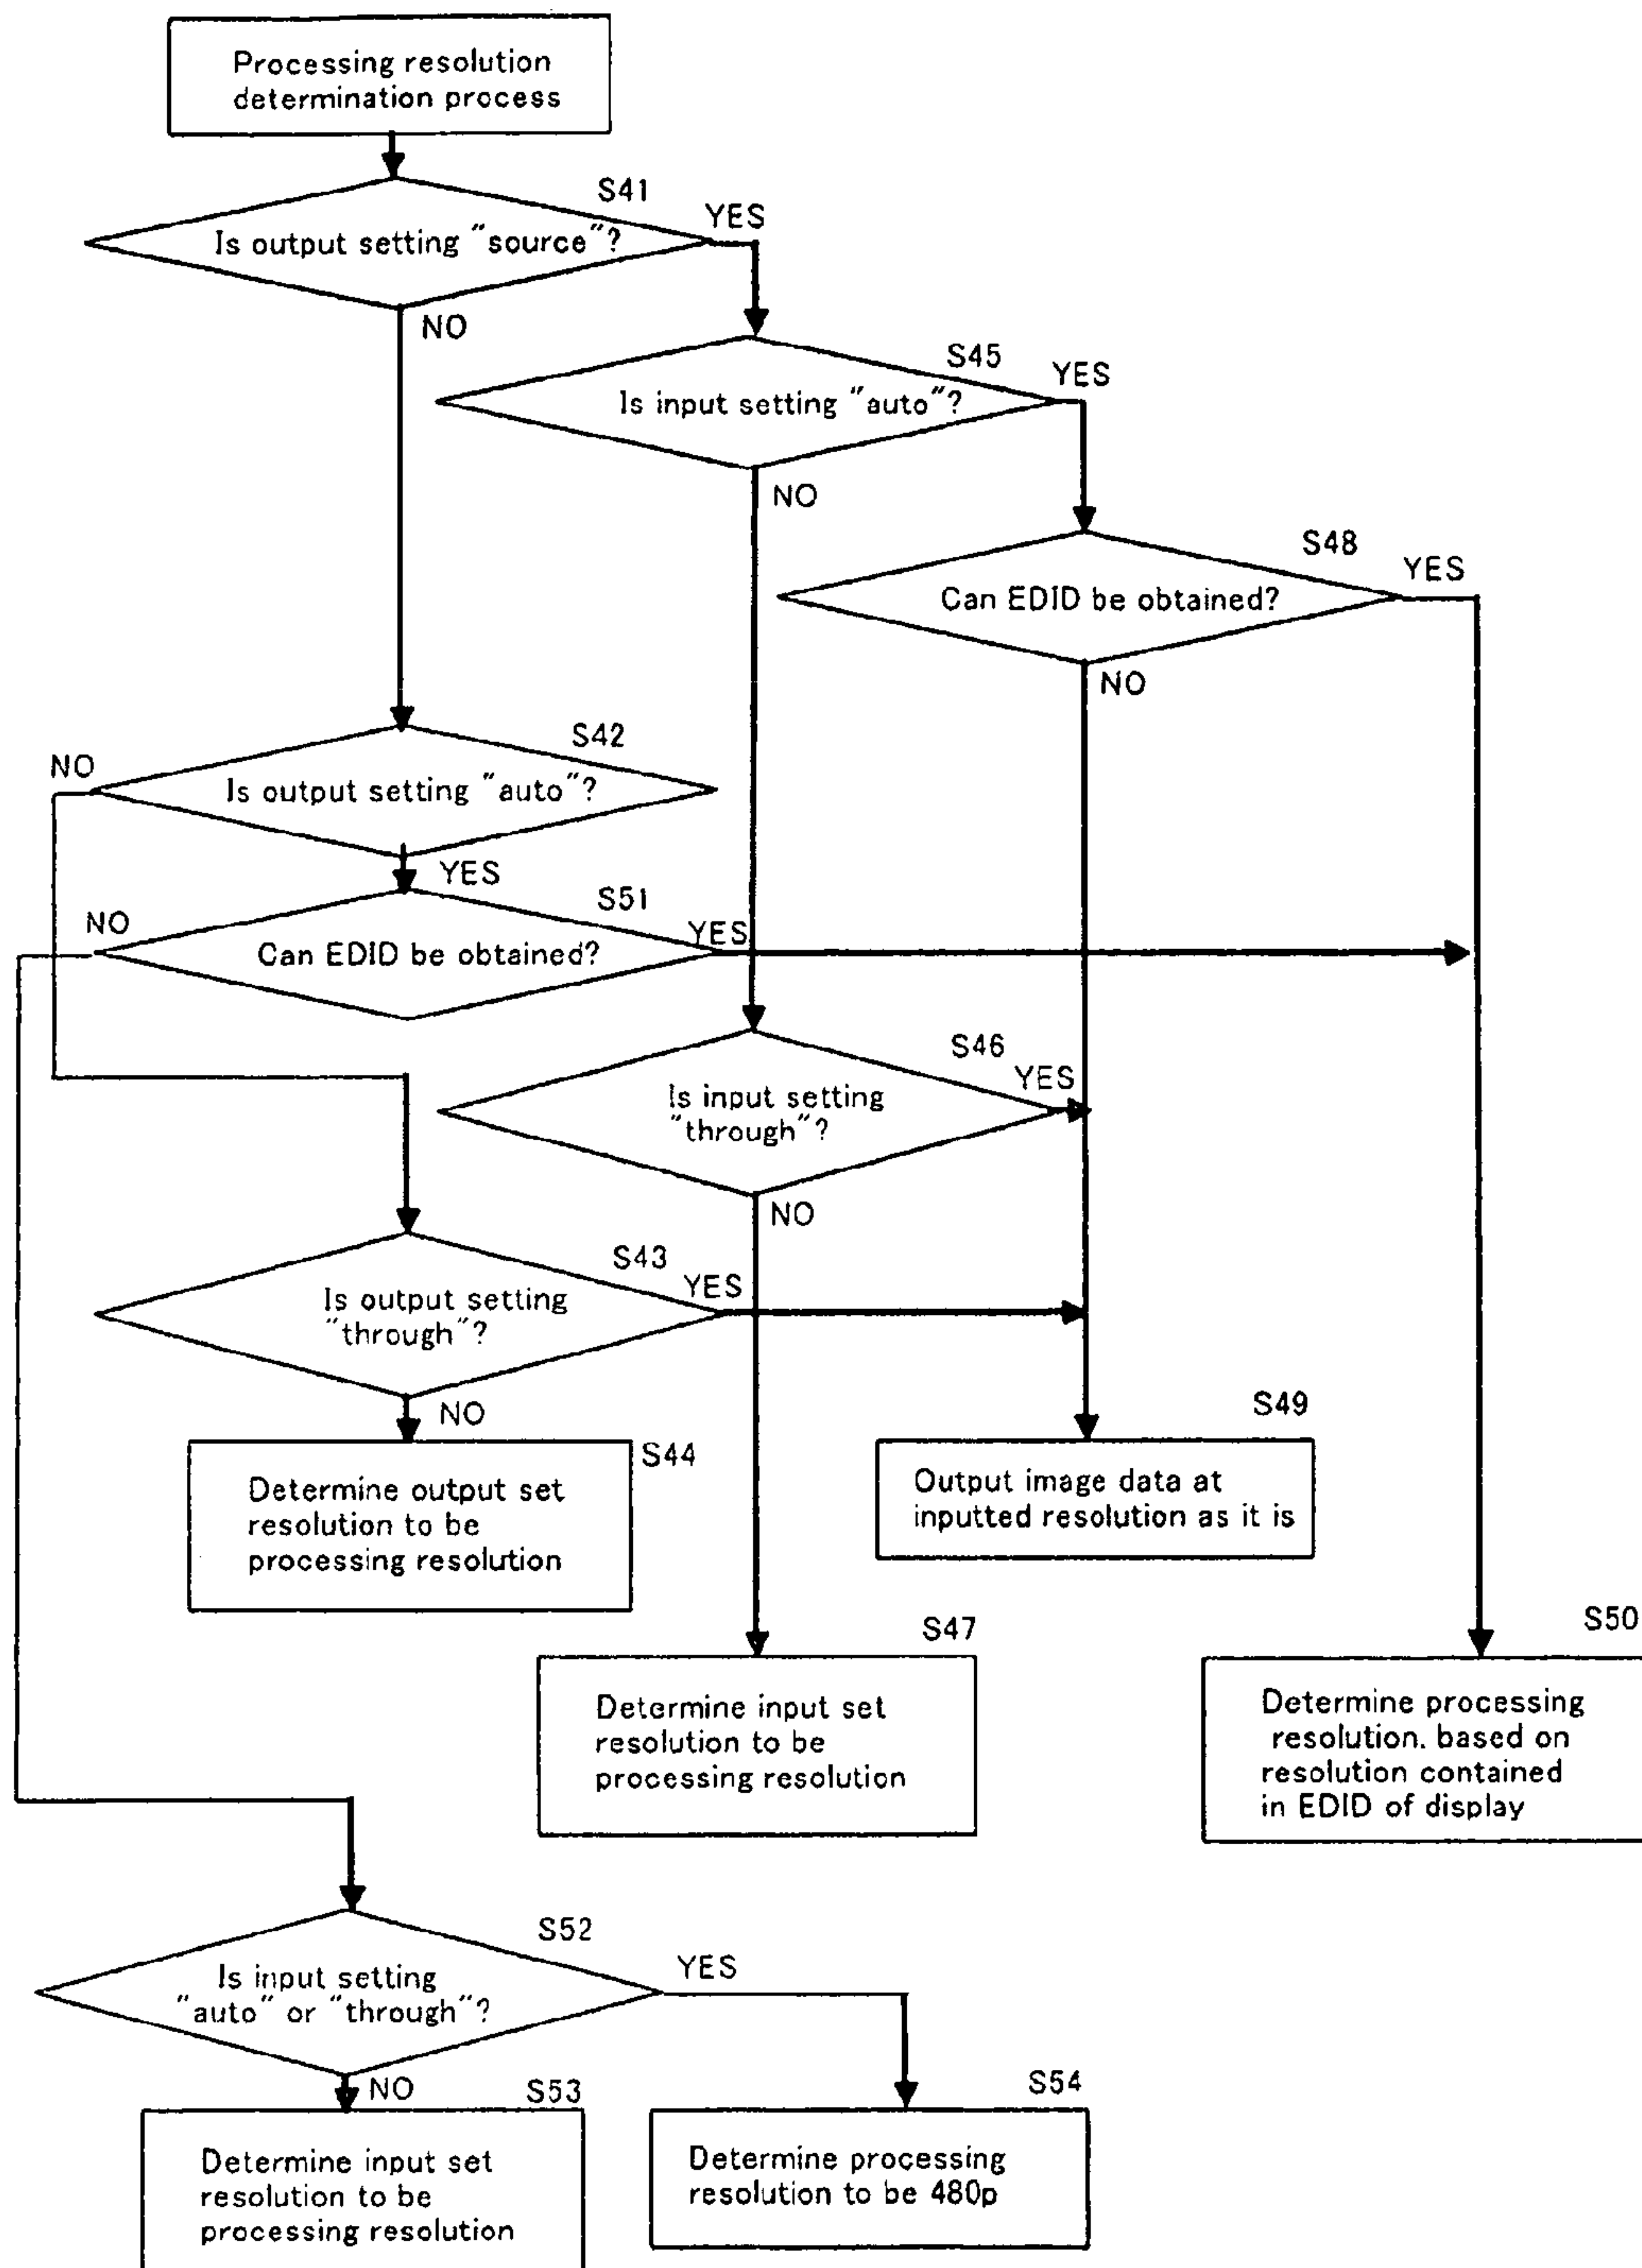 Processing resolution
determination process
S41
YES
Is output setting "source"?
NO
S45
YES
Is input setting "auto"?
NO
S48
YES
Can EDID be obtained?
NO
S42
NO
Is output setting "auto"?
YES
S51
NO
YES
Can EDID be obtained?
S46
YES
Is input setting
"through"?
NO
S43
YES
Is output setting
"through"?
NO
S44
Determine output set
resolution to be
processing resolution
S49
Output image data at
inputted resolution as it is
S47
Determine input set
resolution to be
processing resolution
S50
Determine processing
resolution. based on
resolution contained
in EDID of display
S52
YES
Is input setting
"auto" or "through"?
NO
S53
Determine input set
resolution to be
processing resolution
S54
Determine processing
resolution to be 480p